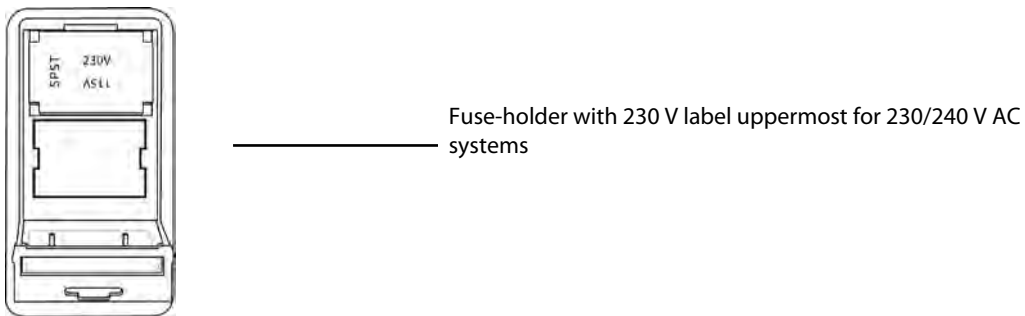 SPST
230V
115V
Fuse-holder with 230 V label uppermost for 230/240 V AC
systems